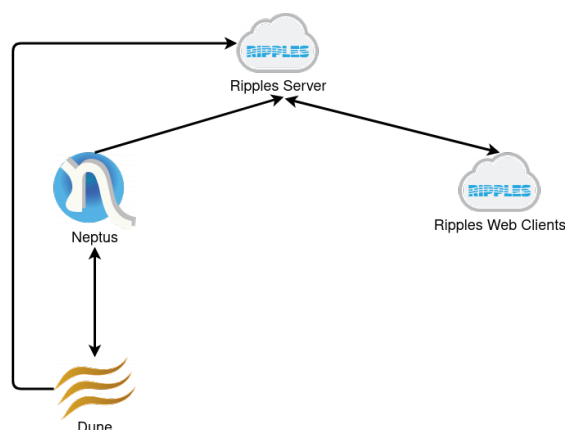 RIPPLES
Ripples Server
RIPPLES
Neptus
Ripples Web Clients
Dune